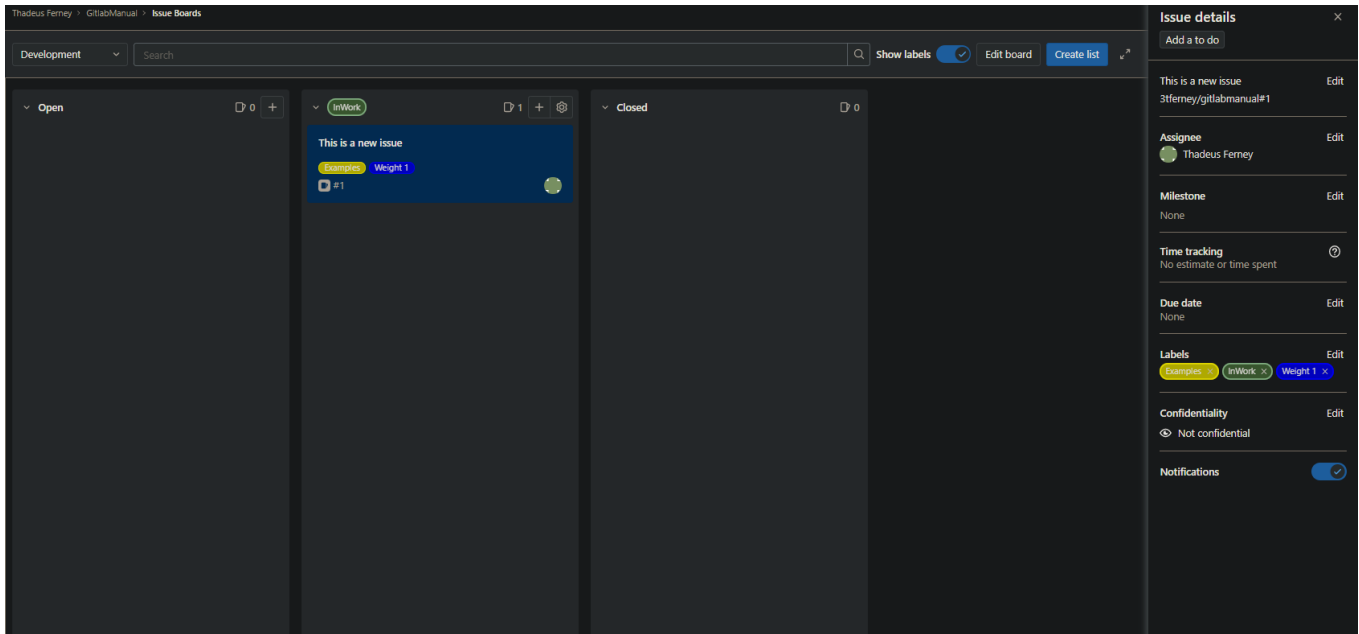 Thadeus Ferney > GitlabManual > Issue Boards
Development
Search
Show labels
Edit board
Create list
Open
0
InWork
1
Closed
0
This is a new issue
Examples
Weight 1
#1
Issue details
Add a to do
This is a new issue
Edit
3tferney/gitlabmanual#1
Assignee
Edit
Thadeus Ferney
Milestone
Edit
None
Time tracking
No estimate or time spent
Due date
Edit
None
Labels
Edit
Examples
InWork
Weight 1
Confidentiality
Edit
Not confidential
Notifications